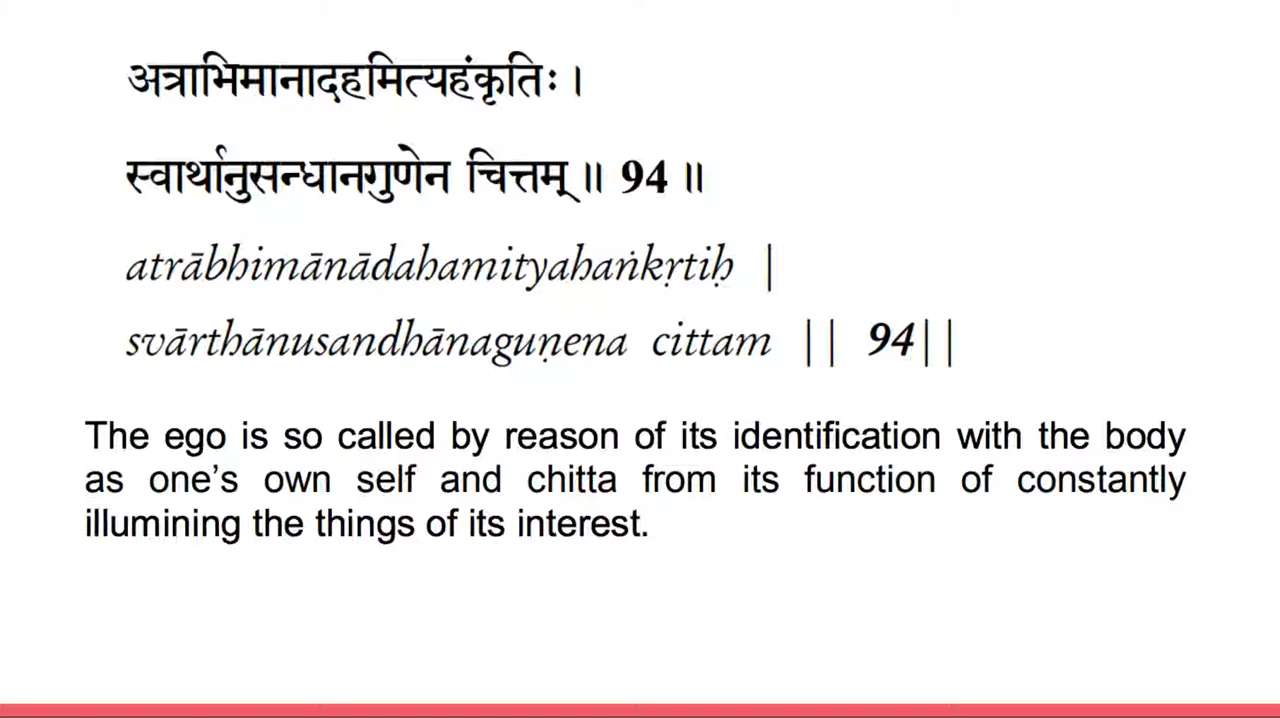 अत्राभिमानादहमित्यहंकृतिः ।
स्वार्थानुसन्धानगुणेन चित्तम् ॥ 94 ॥
atrābhimānādahamityahaṅkṛtiḥ |
svārthānusandhānaguṇena cittam || 94||
The ego is so called by reason of its identification with the body
as one’s own self and chitta from its function of constantly
illumining the things of its interest.